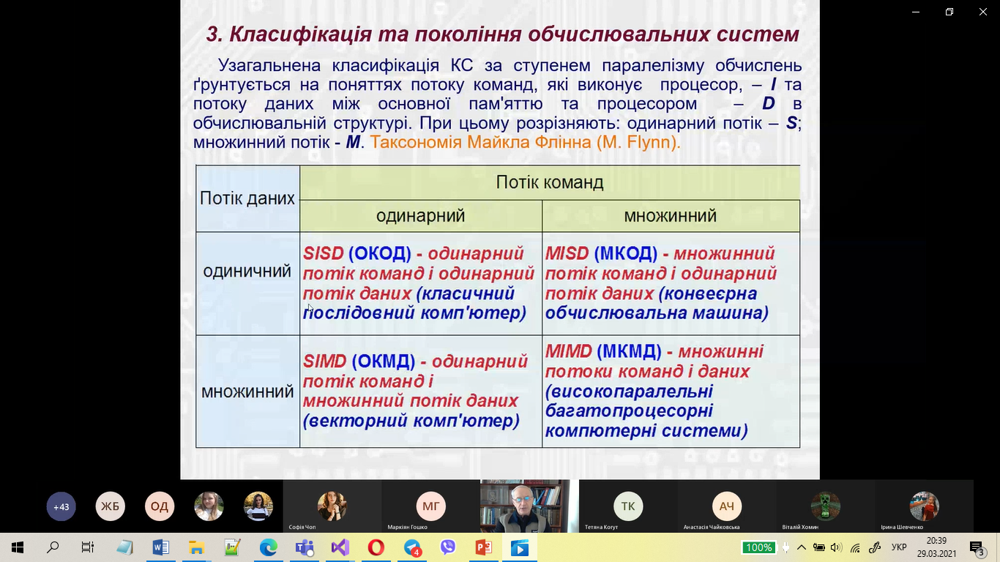 3. Класифікація та покоління обчислювальних систем
Узагальнена класифікація КС за ступенем паралелізму обчислень
ґрунтується на поняттях потоку команд, які виконує процесор, – I та
потоку даних між основної пам'яттю та процесором – D в
обчислювальній структурі. При цьому розрізняють: одинарний потік – S;
множинний потік - M. Таксономія Майкла Флінна (M. Flynn).
Потік даних
Потік команд
одинарний
множинний
одиничний
SISD (ОКОД) - одинарний
потік команд і одинарний
потік даних (класичний
послідовний комп'ютер)
MISD (МКОД) - множинний
потік команд і одинарний
потік даних (конвеєрна
обчислювальна машина)
множинний
SIMD (ОКМД) - одинарний
потік команд і
множинний потік даних
(векторний комп'ютер)
MIMD (МКМД) - множинні
потоки команд і даних
(високопаралельні
багатопроцесорні
компютерні системи)
+43
ЖБ
ОД
МГ
ТК
АЧ
Софія Чоп
Маркіян Гошко
Тетяна Когут
Анастасія Чайковська
Віталій Хомин
Ірина Шевченко
4
100%
УКР
20:39
29.03.2021
3